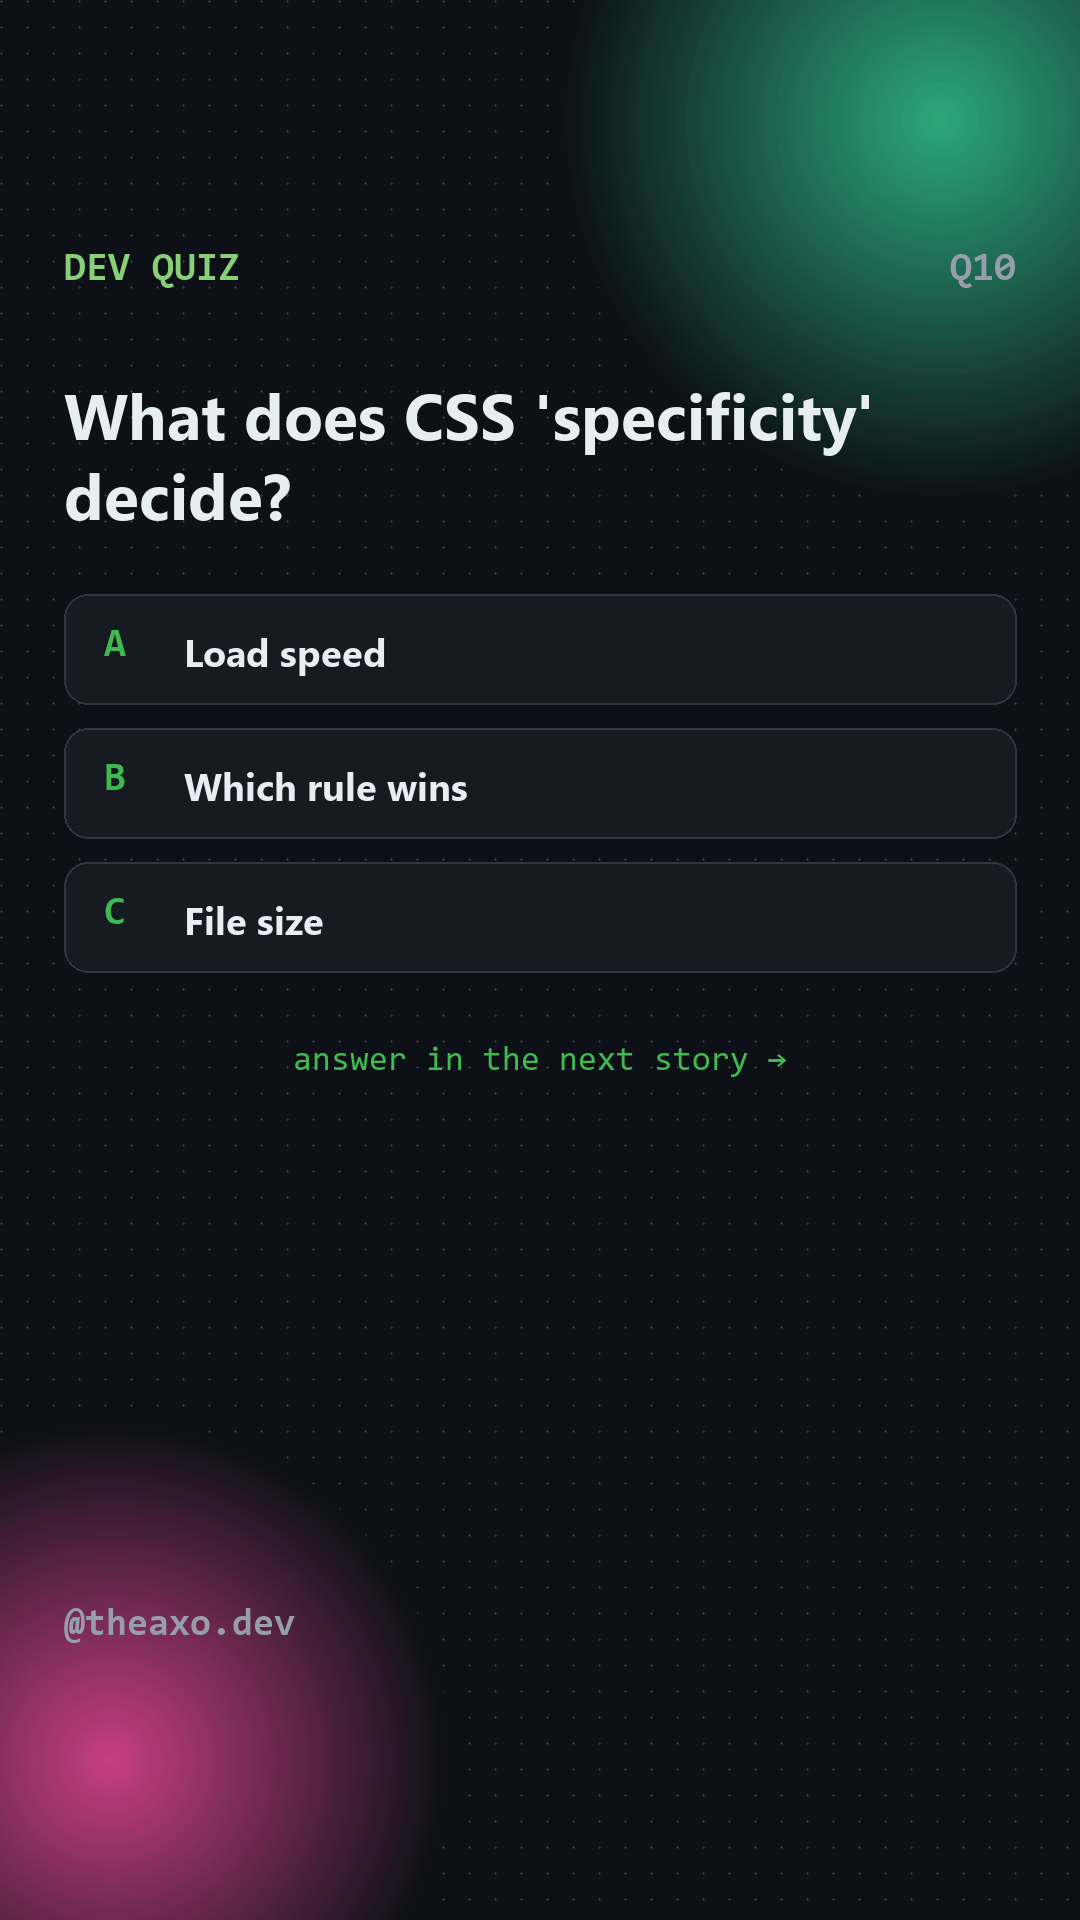 DEV QUIZ
Q10
What does CSS 'specificity'
decide?
A Load speed
B Which rule wins
C File size
answer in the next story →
@theaxo.dev